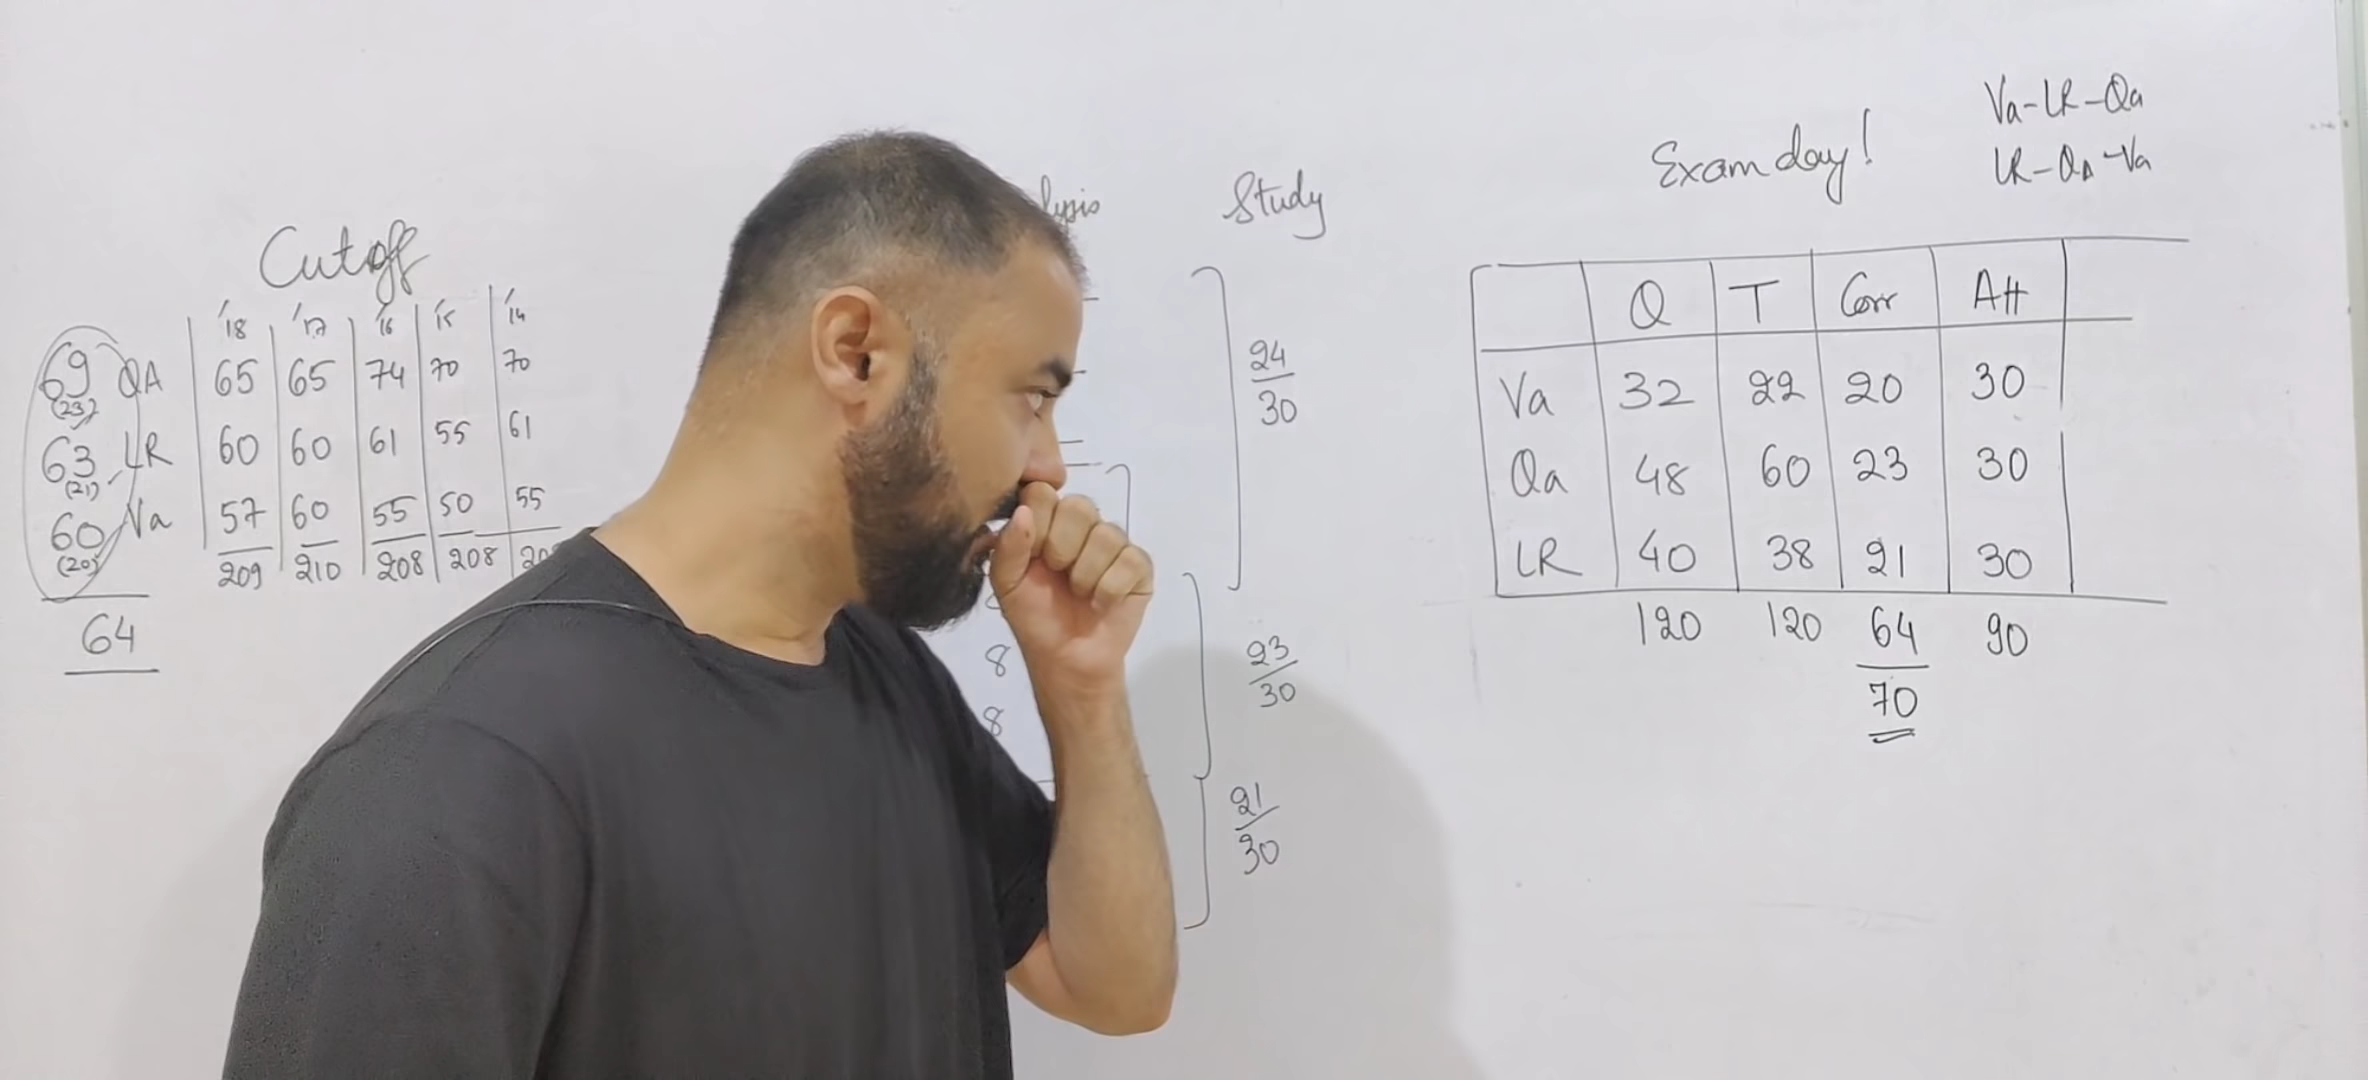 Cutoff
'18 '17 '16 '15 '14
69 QA 65 65 74 70 70
(23)
63 LR 60 60 61 55 61
(21)
60 Va 57 60 55 50 55
(20)
209 210 208 208
64
Study
24
30
8
23
30
8
21
30
Va-LR-Qa
Exam day!
LR-QA-Va
Q T Corr Att
Va 32 22 20 30
Qa 48 60 23 30
LR 40 38 21 30
120 120 64 90
70